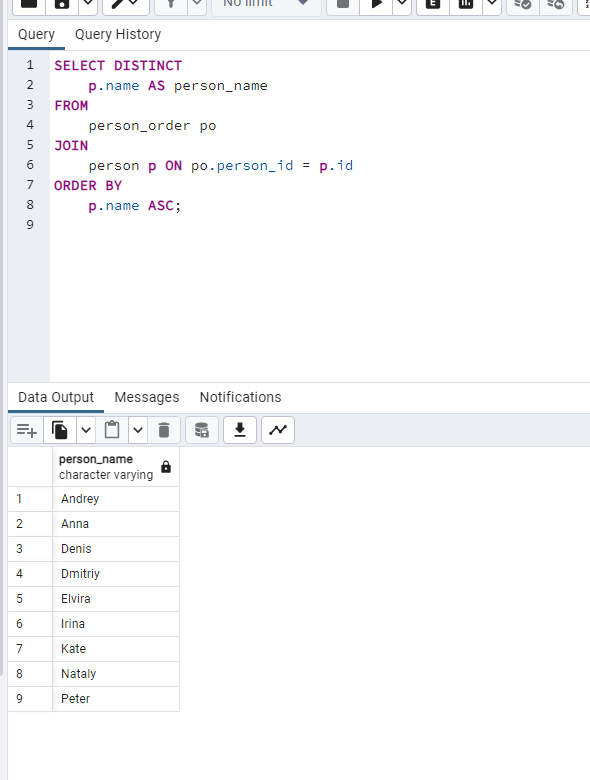 No limit
E
Query Query History
1 SELECT DISTINCT
2 p.name AS person_name
3 FROM
4 person_order po
5 JOIN
6 person p ON po.person_id = p.id
7 ORDER BY
8 p.name ASC;
9
Data Output Messages Notifications
person_name
character varying
1 Andrey
2 Anna
3 Denis
4 Dmitriy
5 Elvira
6 Irina
7 Kate
8 Nataly
9 Peter